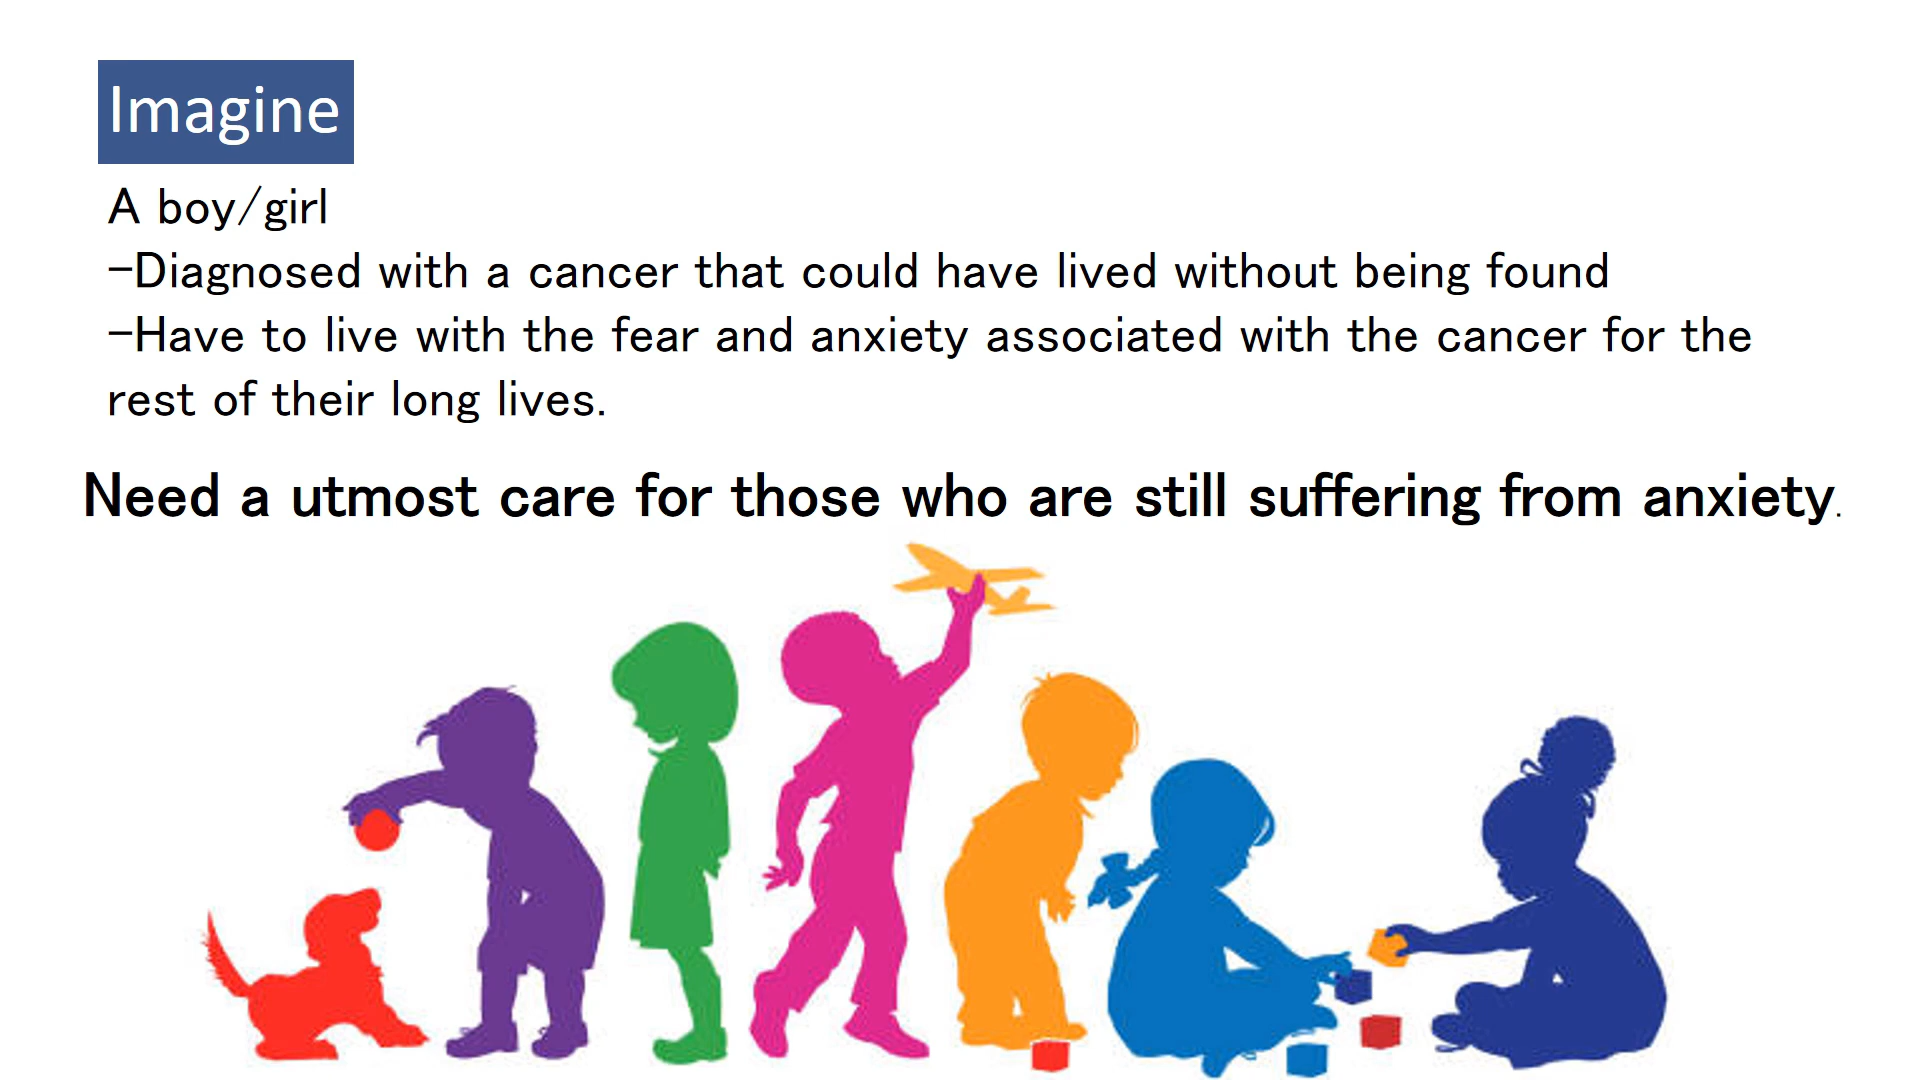 Imagine
A boy/girl
-Diagnosed with a cancer that could have lived without being found
-Have to live with the fear and anxiety associated with the cancer for the
rest of their long lives.
Need a utmost care for those who are still suffering from anxiety.